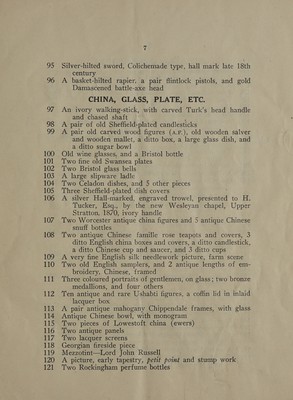 7
95 Silver-hilted sword, Colichemade type, hall mark late 18th
century
96 A basket-hilted rapier, a pair flintlock pistols, and gold
Damascened battle-axe head
CHINA, GLASS, PLATE, ETC.
97 An ivory walking-stick, with carved Turk's head handle
and chased shaft
98 A pair of old Sheffield-plated candlesticks
99 A pair old carved wood figures (A.F.), old wooden salver
and wooden mallet, a ditto box, a large glass dish, and
a ditto sugar bowl
100 Old wine glasses, and a Bristol bottle
101 Two fine old Swansea plates
102 Two Bristol glass bells
103 A large slipware ladle
104 Two Celadon dishes, and 5 other pieces
105 Three Sheffield-plated dish covers
106 A silver Hall-marked, engraved trowel, presented to H.
Tucker, Esq., by the new Wesleyan chapel, Upper
Stratton, 1870, ivory handle
107 Two Worcester antique china figures and 5 antique Chinese
snuff bottles
108 Two antique Chinese famille rose teapots and covers, 3
ditto English china boxes and covers, a ditto candlestick,
a ditto Chinese cup and saucer, and 3 ditto cups
109 A very fine English silk needlework picture, farm scene
110 Two old English samplers, and 2 antique lengths of em-
broidery, Chinese, framed
111 Three coloured portraits of gentlemen, on glass; two bronze
medallions, and four others
112 Ten antique and rare Ushabti figures, a coffin lid in inlaid
lacquer box
113 A pair antique mahogany Chippendale frames, with glass
114 Antique Chinese bowl, with monogram
115 Two pieces of Lowestoft china (ewers)
116 Two antique panels
117 Two lacquer screens
118 Georgian fireside piece
119 Mezzotint—Lord John Russell
120 A picture, early tapestry, petit point and stump work
121 Two Rockingham perfume bottles